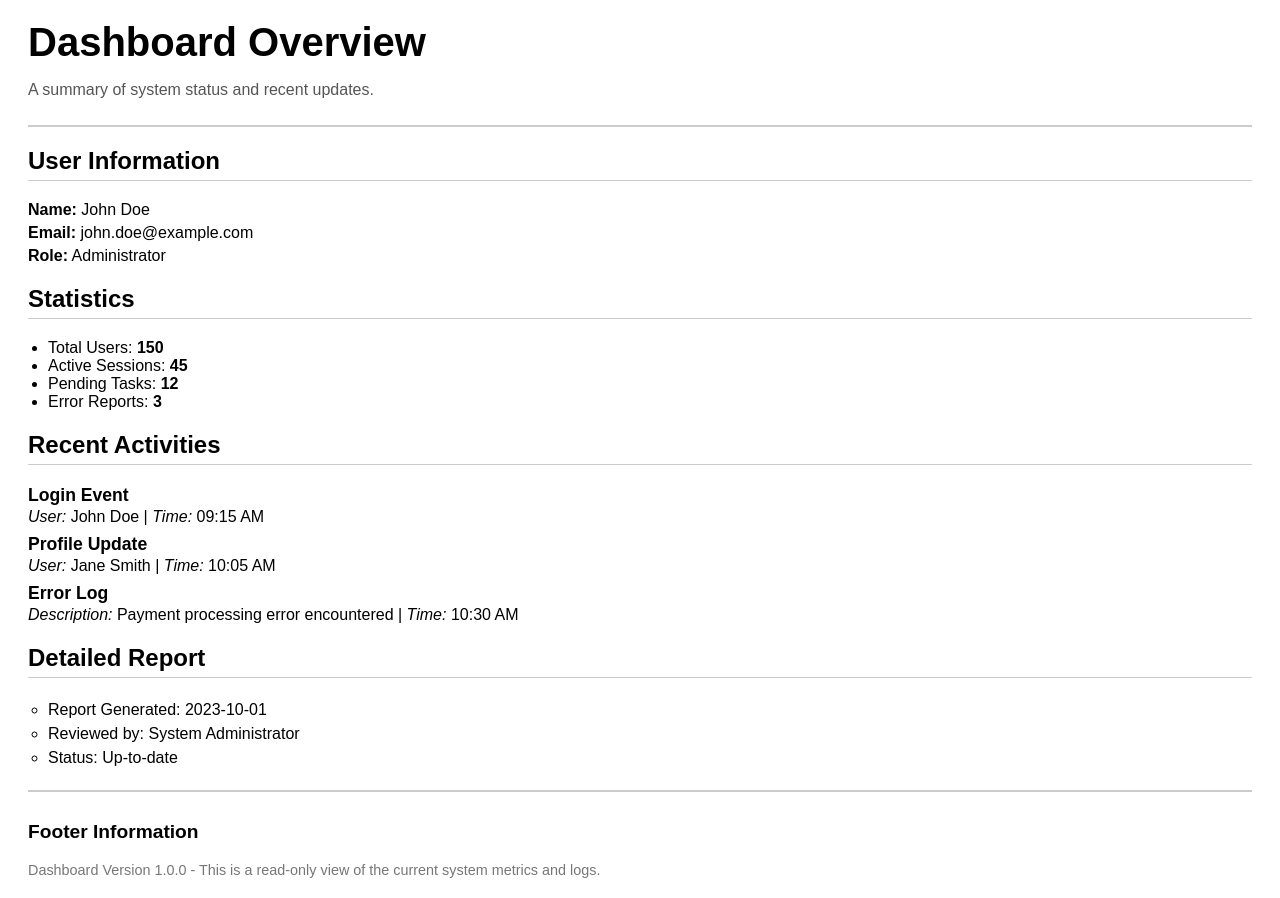 Dashboard Overview
A summary of system status and recent updates.
User Information
Name: John Doe
Email: john.doe@example.com
Role: Administrator
Statistics
Total Users: 150
Active Sessions: 45
Pending Tasks: 12
Error Reports: 3
Recent Activities
Login Event
User: John Doe | Time: 09:15 AM
Profile Update
User: Jane Smith | Time: 10:05 AM
Error Log
Description: Payment processing error encountered | Time: 10:30 AM
Detailed Report
Report Generated: 2023-10-01
Reviewed by: System Administrator
Status: Up-to-date
Footer Information
Dashboard Version 1.0.0 - This is a read-only view of the current system metrics and logs.